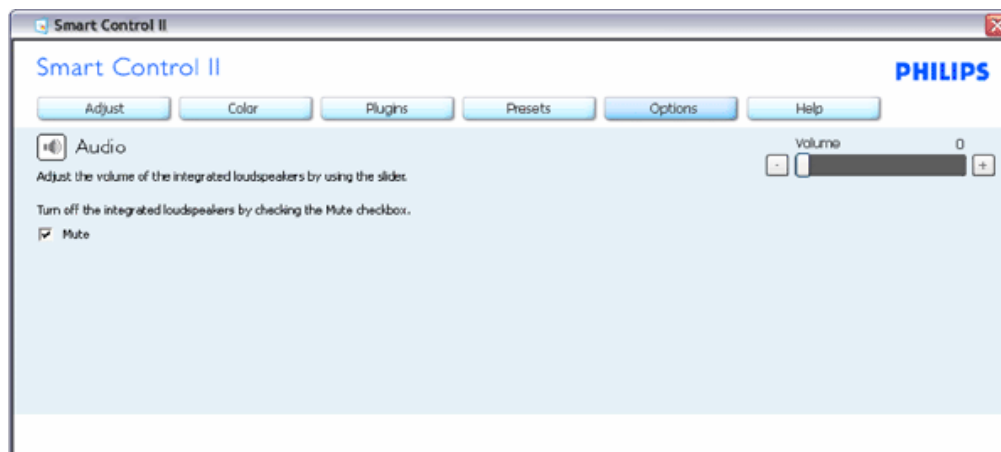 Smart Control II
Smart Control II
PHILIPS
Adjust Color Plugins Presets Options Help
Audio
Volume 0
- +
Adjust the volume of the integrated loudspeakers by using the slider.
Turn off the integrated loudspeakers by checking the Mute checkbox.
Mute